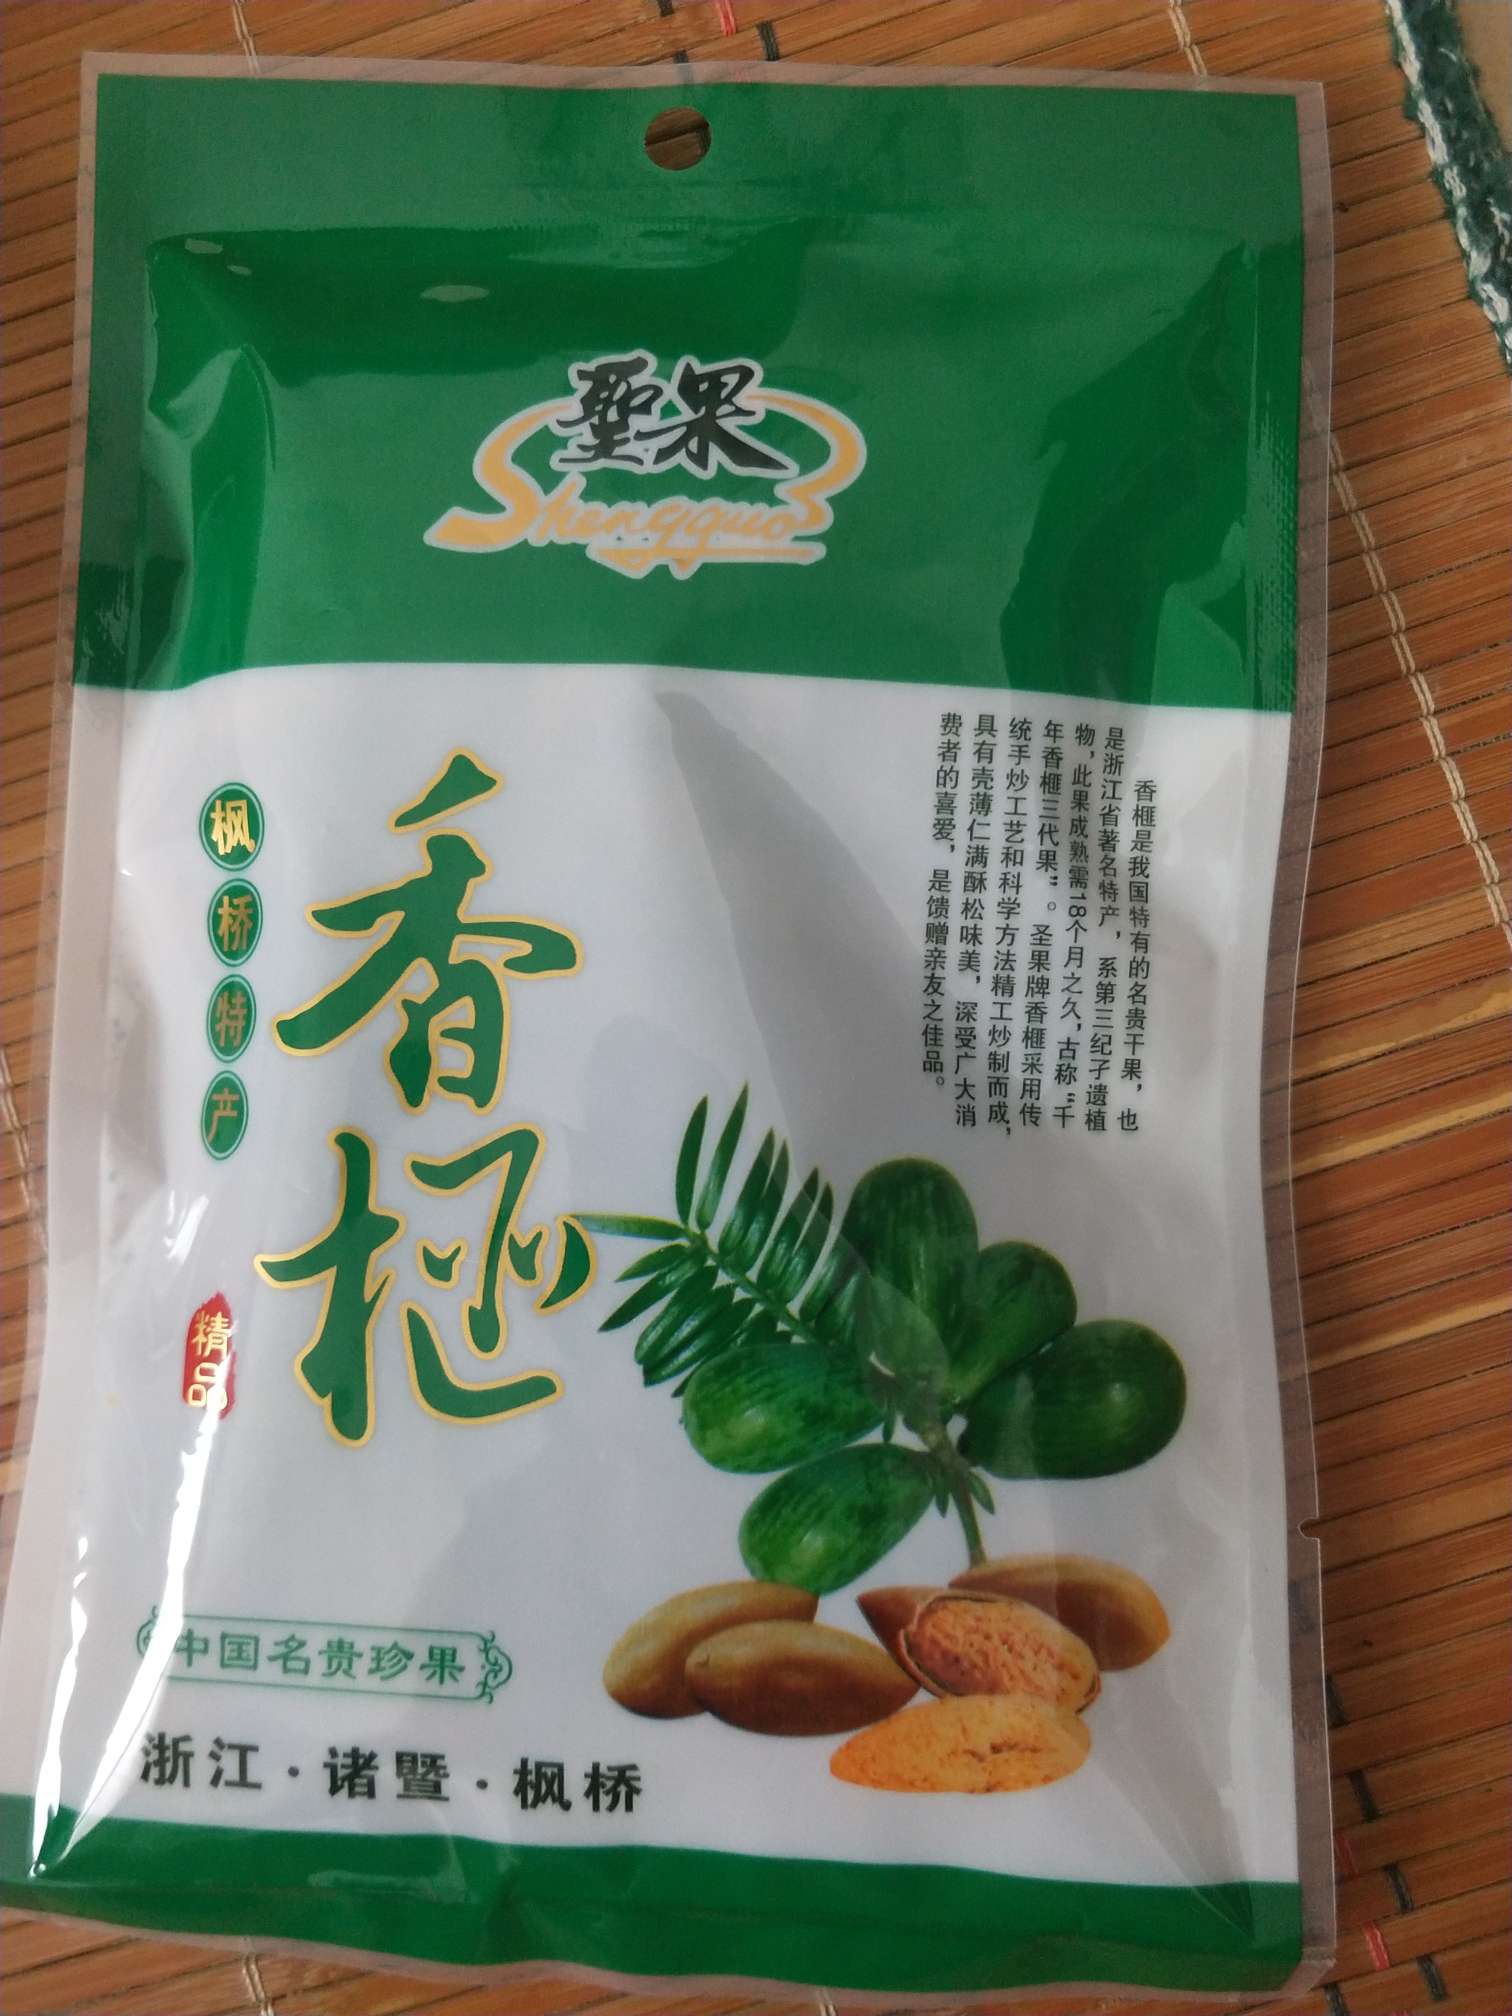 聖果
Shengguo
香榧是我国特有的名贵干果，也
是浙江省著名特产，系第三纪孑遗植
物，此果成熟需18个月之久，古称“千
年香榧三代果”。圣果牌香榧采用传
统手炒工艺和科学方法精工炒制而成，
具有壳薄仁满酥松味美，深受广大消
费者的喜爱，是馈赠亲友之佳品。
香榧
枫桥特产
精品
中国名贵珍果
浙江·诸暨·枫桥